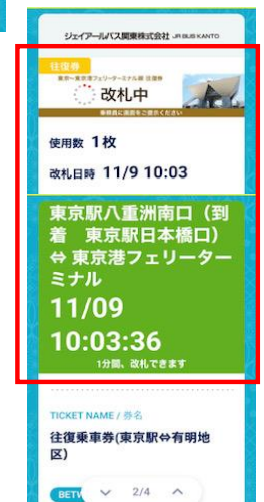 ジェイアールバス関東株式会社 JR BUS KANTO
往復券
東京~東京港フェリーターミナル線 往復券
改札中
乗務員に画面をご提示ください
使用数 1枚
改札日時 11/9 10:03
東京駅八重洲南口（到
着　東京駅日本橋口）
⇔ 東京港フェリーター
ミナル
11/09
10:03:36
1分間、改札できます
TICKET NAME / 券名
往復乗車券(東京駅⇔有明地
区)
BETW
2/4